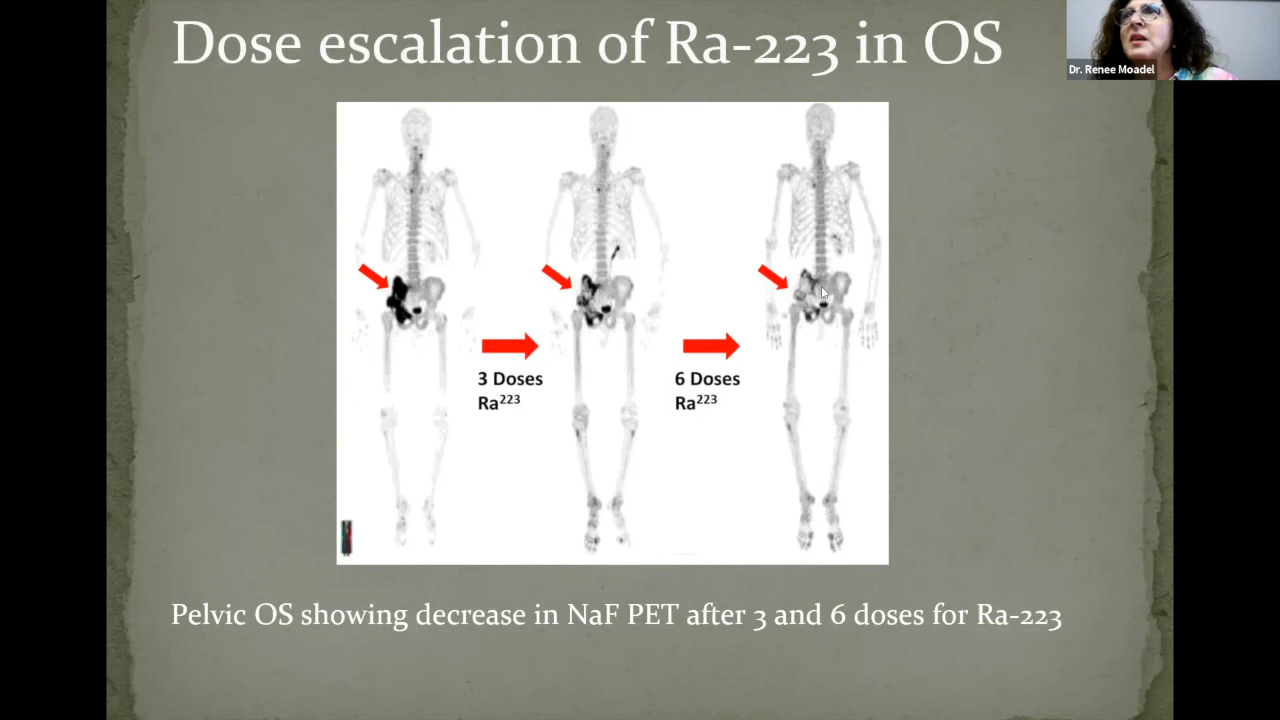 Dose escalation of Ra-223 in OS
Dr. Renee Moadel
3 Doses
Ra²²³
6 Doses
Ra²²³
Pelvic OS showing decrease in NaF PET after 3 and 6 doses for Ra-223